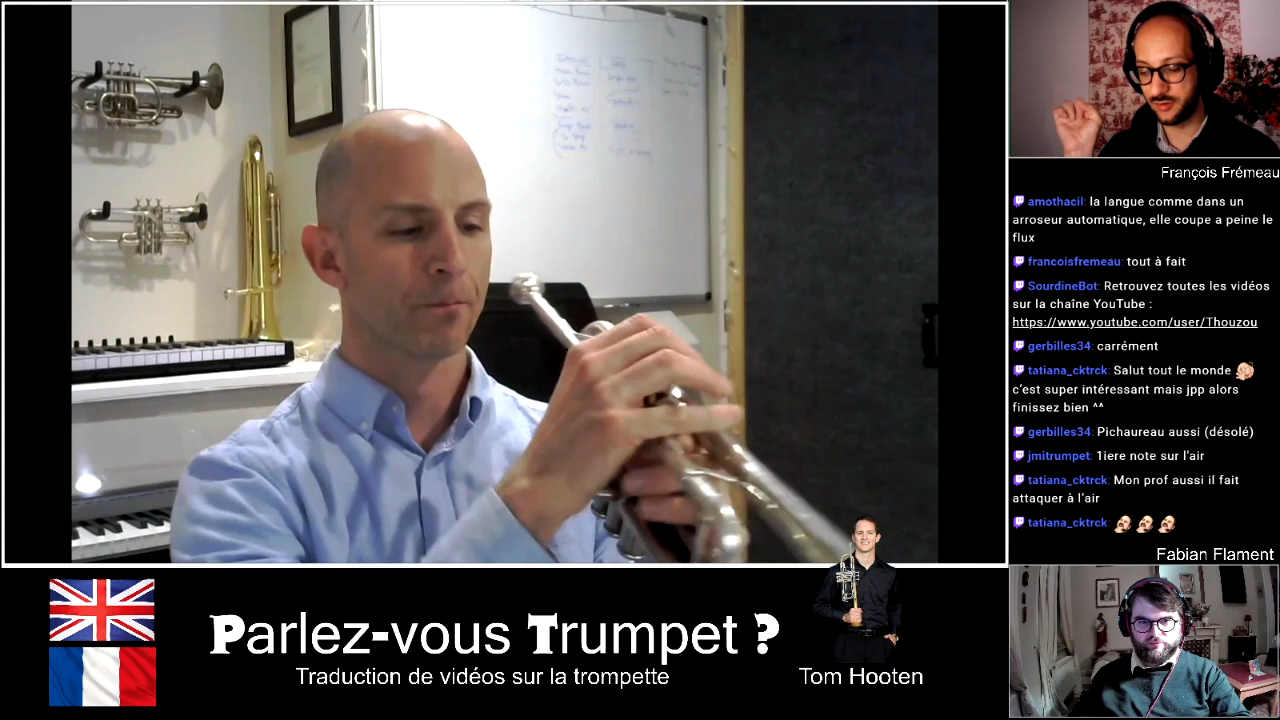 François Frémeau
amothacil: la langue comme dans un
arroseur automatique, elle coupe a peine le
flux
francoisfremeau: tout à fait
SourdineBot: Retrouvez toutes les vidéos
sur la chaîne YouTube :
https://www.youtube.com/user/Thouzou
gerbilles34: carrément
tatiana_cktrck: Salut tout le monde
c'est super intéressant mais jpp alors
finissez bien ^^
gerbilles34: Pichaureau aussi (désolé)
jmitrumpet: 1iere note sur l'air
tatiana_cktrck: Mon prof aussi il fait
attaquer à l'air
tatiana_cktrck:
Fabian Flament
Parlez-vous Trumpet ?
Traduction de vidéos sur la trompette
Tom Hooten